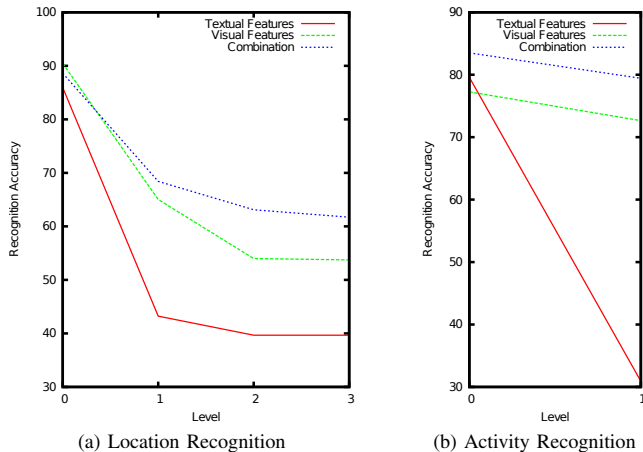 Textual Features
Visual Features
Combination
100
90
80
70
60
50
40
30
Recognition Accuracy
0 1 2 3
Level
(a) Location Recognition
Textual Features
Visual Features
Combination
90
80
70
60
50
40
30
Recognition Accuracy
0 1
Level
(b) Activity Recognition